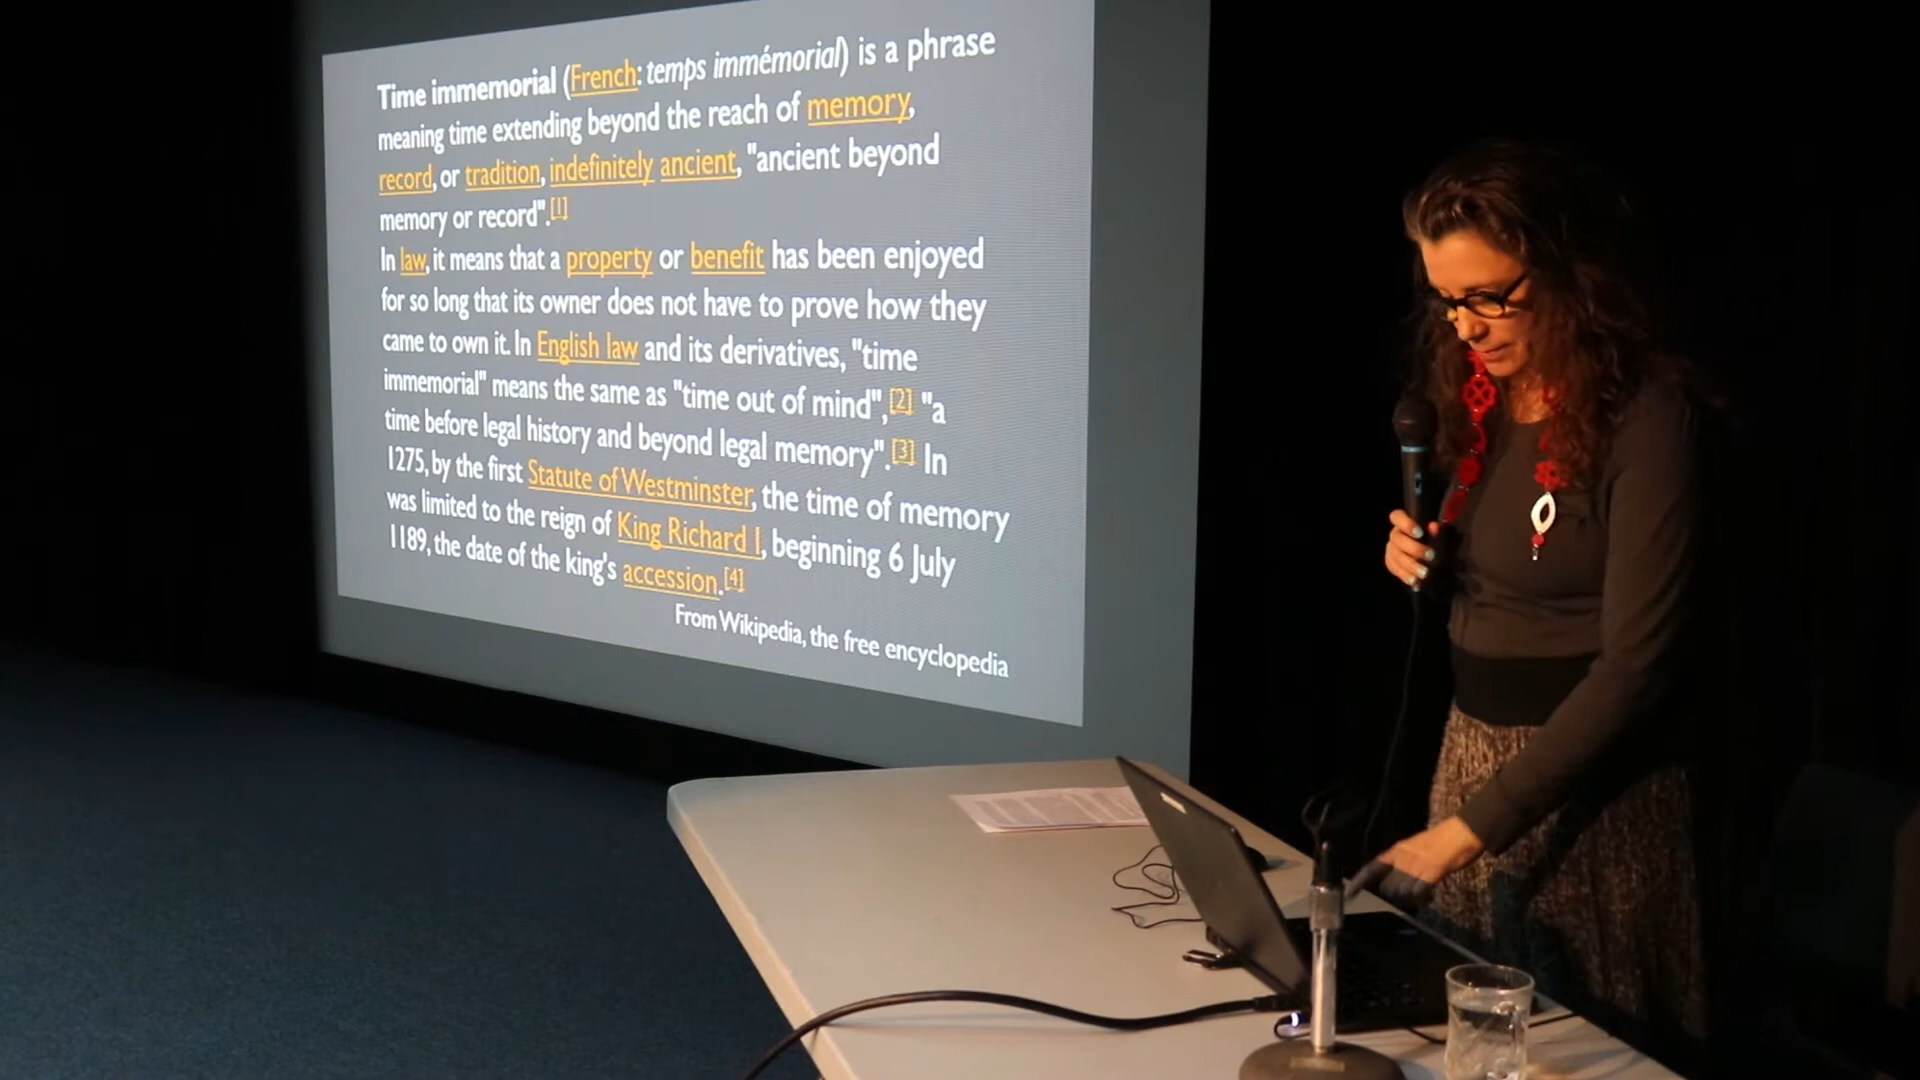 Time immemorial (French: temps immémorial) is a phrase
meaning time extending beyond the reach of memory,
record, or tradition, indefinitely ancient, "ancient beyond
memory or record".[1]
In law, it means that a property or benefit has been enjoyed
for so long that its owner does not have to prove how they
came to own it. In English law and its derivatives, "time
immemorial" means the same as "time out of mind",[2] "a
time before legal history and beyond legal memory".[3] In
1275, by the first Statute of Westminster, the time of memory
was limited to the reign of King Richard I, beginning 6 July
1189, the date of the king's accession.[4]
From Wikipedia, the free encyclopedia